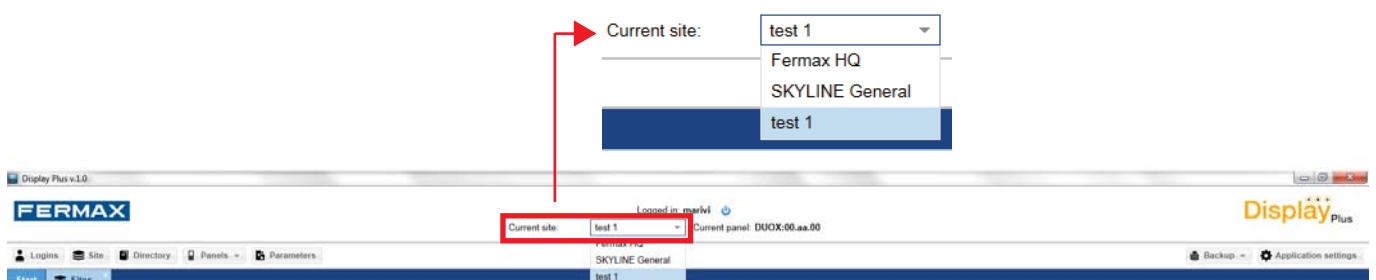 Current site: test 1
Fermax HQ
SKYLINE General
test 1
Display Plus v.1.0
FERMAX
Logged in: marivi
Display Plus
Current site: test 1 Current panel: DUOX:00.aa.00
Fermax HQ
Logins Site Directory Panels Parameters
SKYLINE General
Backup Application settings
Start Sites test 1